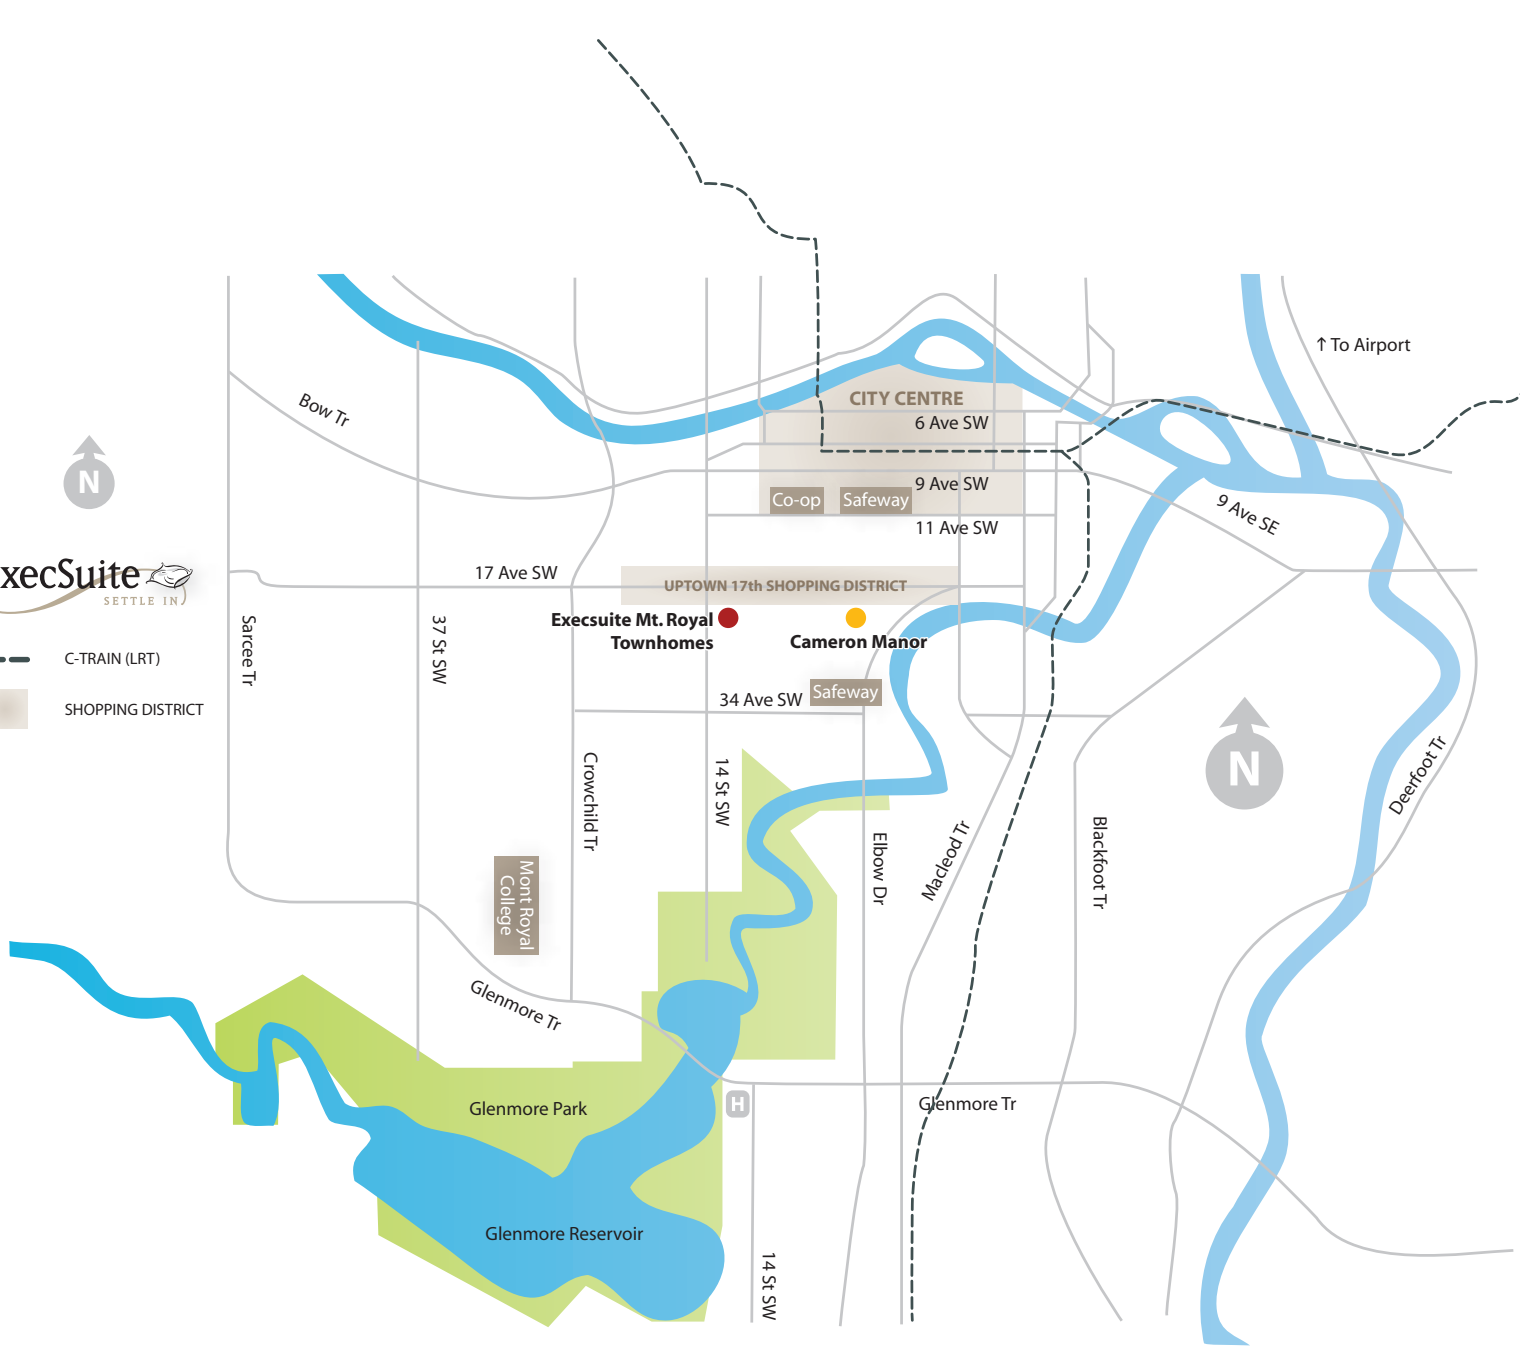 ↑ To Airport
CITY CENTRE
6 Ave SW
Bow Tr
N
9 Ave SW
Co-op
Safeway
9 Ave SE
11 Ave SW
xecSuite
SETTLE IN
17 Ave SW
UPTOWN 17th SHOPPING DISTRICT
Execsuite Mt. Royal
Townhomes
Cameron Manor
Sarcee Tr
37 St SW
C-TRAIN (LRT)
SHOPPING DISTRICT
34 Ave SW
Safeway
N
Crowchild Tr
14 St SW
Deerfoot Tr
Elbow Dr
Macleod Tr
Blackfoot Tr
Mont Royal
College
Glenmore Tr
Glenmore Park
H
Glenmore Tr
Glenmore Reservoir
14 St SW